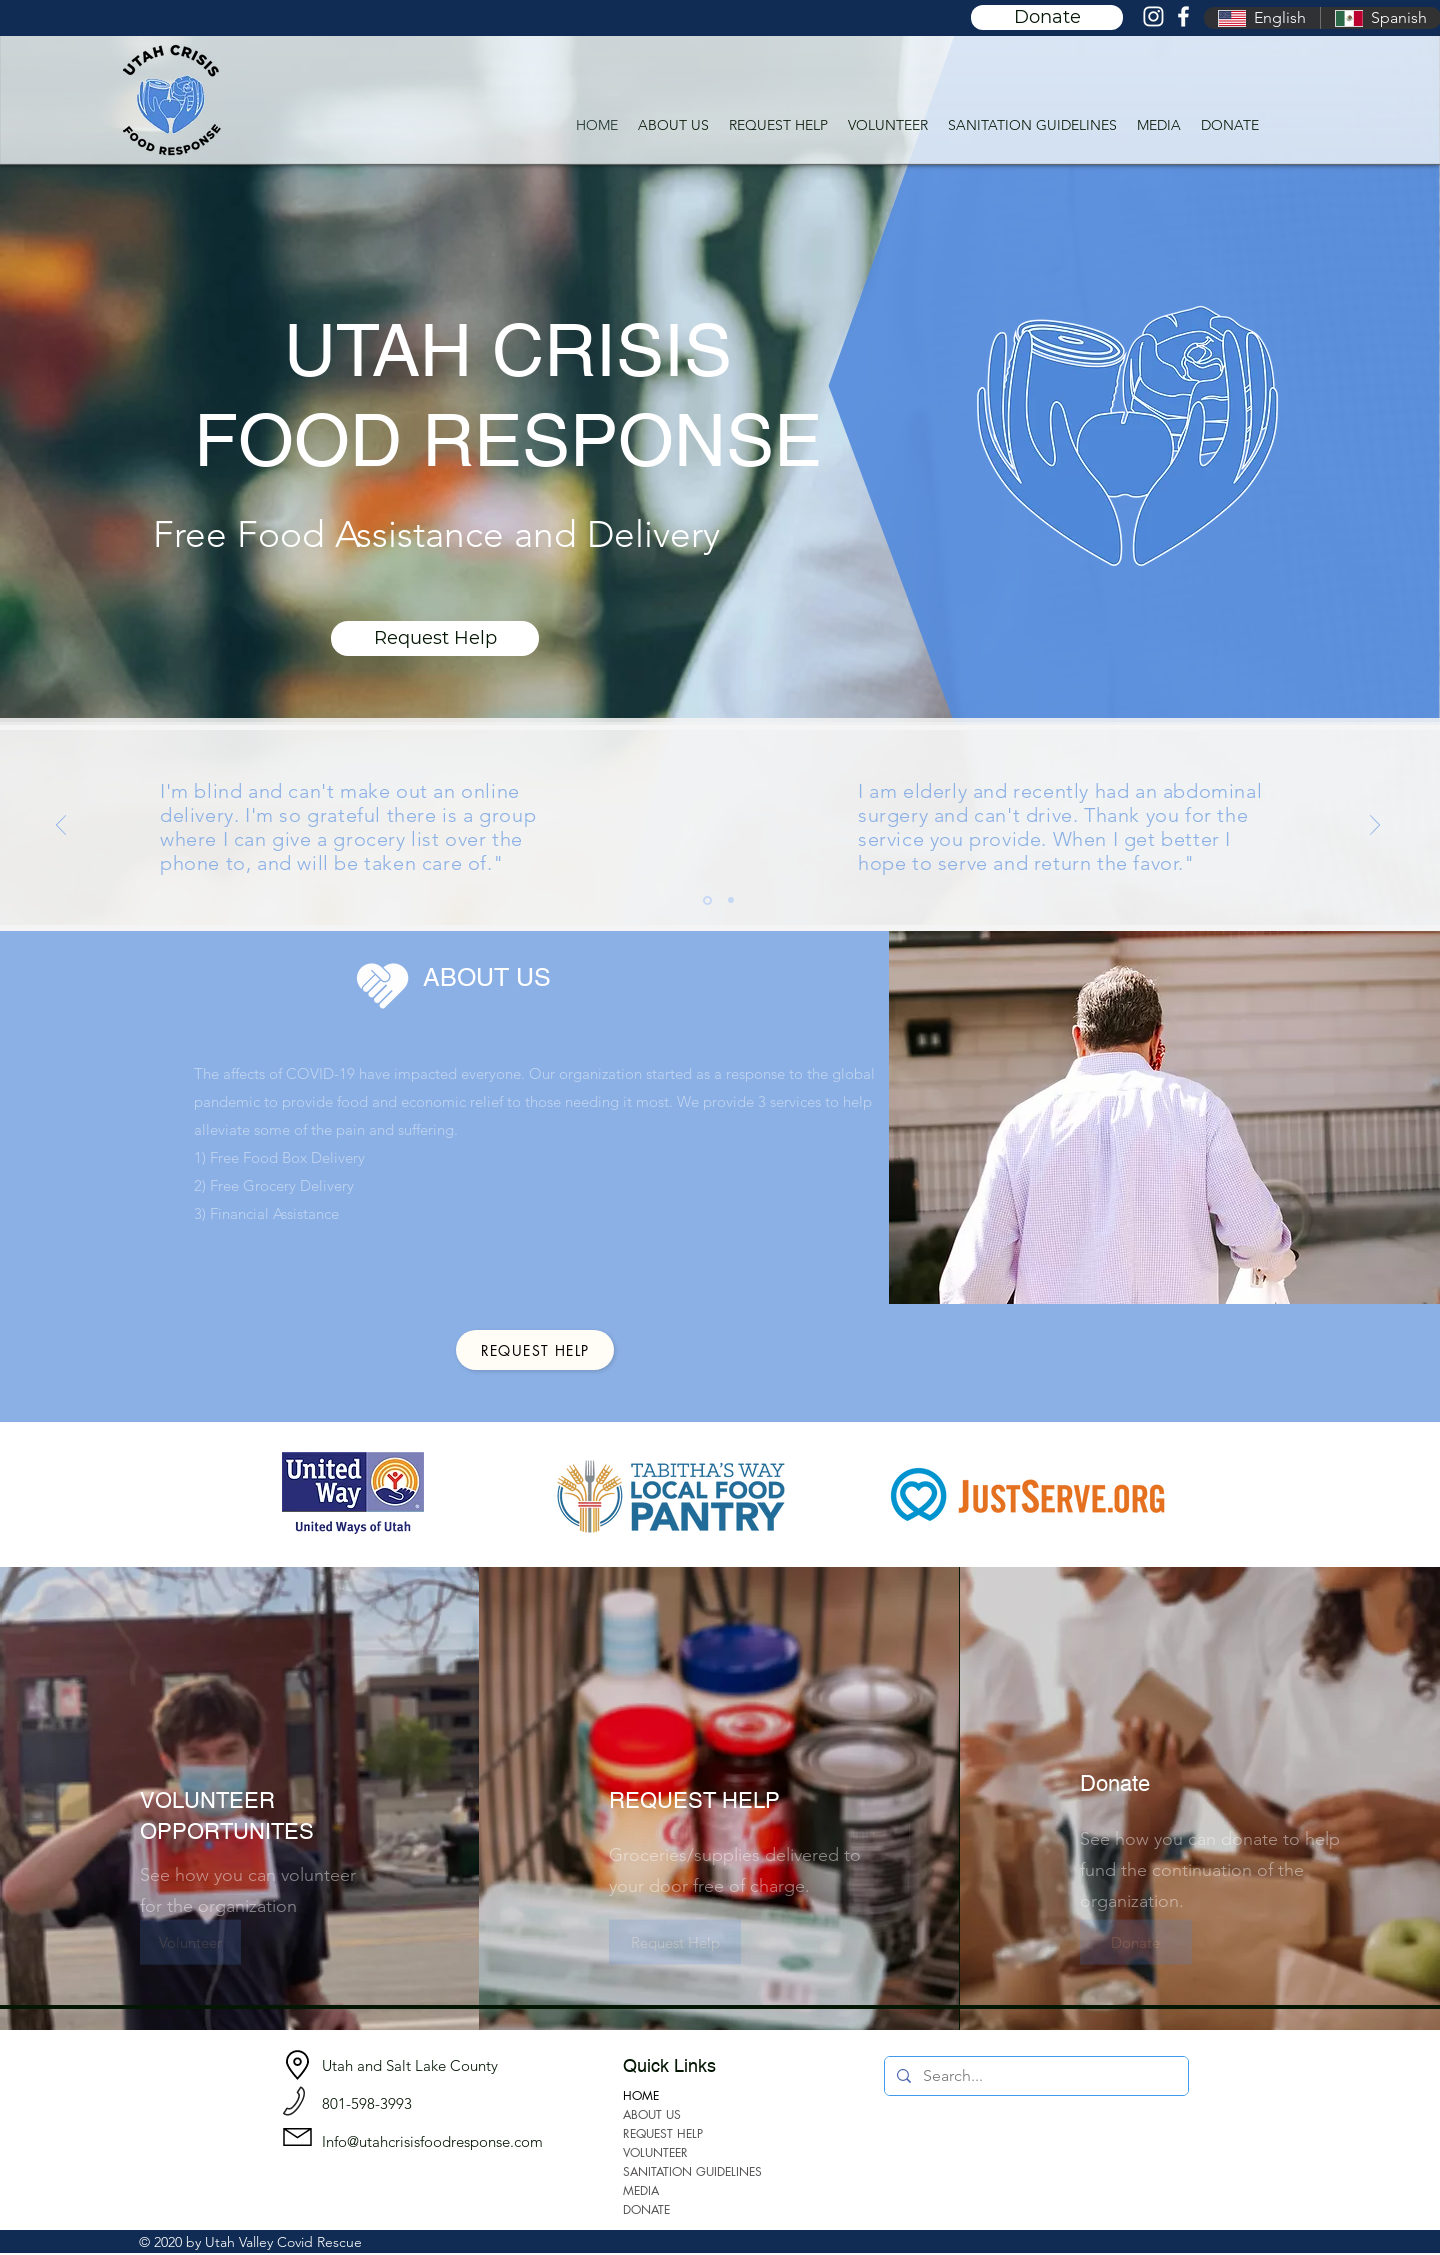 Donate
English
Spanish
UTAH CRISIS
FOOD RESPONSE
HOME
ABOUT US
REQUEST HELP
VOLUNTEER
SANITATION GUIDELINES
MEDIA
DONATE
UTAH CRISIS
FOOD RESPONSE
Free Food Assistance and Delivery
Request Help
I'm blind and can't make out an online
delivery. I'm so grateful there is a group
where I can give a grocery list over the
phone to, and will be taken care of."
I am elderly and recently had an abdominal
surgery and can't drive. Thank you for the
service you provide. When I get better I
hope to serve and return the favor."
ABOUT US
The affects of COVID-19 have impacted everyone. Our organization started as a response to the global
pandemic to provide food and economic relief to those needing it most. We provide 3 services to help
alleviate some of the pain and suffering.
1) Free Food Box Delivery
2) Free Grocery Delivery
3) Financial Assistance
REQUEST HELP
United
Way
United Ways of Utah
TABITHA'S WAY
LOCAL FOOD
PANTRY
JUSTSERVE.ORG
VOLUNTEER
OPPORTUNITES
See how you can volunteer
for the organization
Volunteer
REQUEST HELP
Groceries/supplies delivered to
your door free of charge.
Request Help
Donate
See how you can donate to help
fund the continuation of the
organization.
Donate
Utah and Salt Lake County
801-598-3993
Info@utahcrisisfoodresponse.com
Quick Links
HOME
ABOUT US
REQUEST HELP
VOLUNTEER
SANITATION GUIDELINES
MEDIA
DONATE
Search...
© 2020 by Utah Valley Covid Rescue